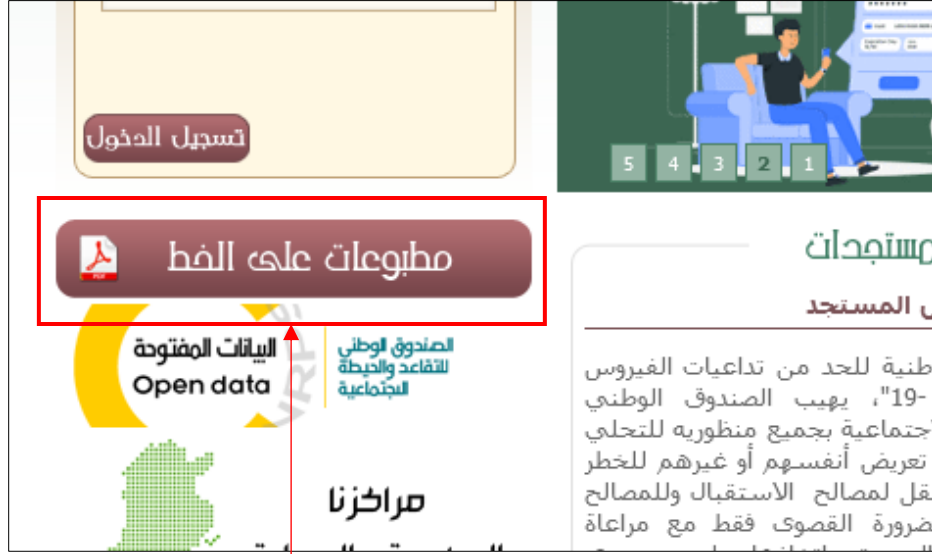 تسجيل الدخول
5 4 3 2 1
مطبوعات على الخط
PDF
البيانات المفتوحة
Open data
الصندوق الوطني
للتقاعد والحيطة
الاجتماعية
مراكزنا
مستجدات
المستجد
طنية للحد من تداعيات الفيروس
19-"، يهيب الصندوق الوطني
اجتماعية بجميع منظوريه للتحلي
تعريض أنفسهم أو غيرهم للخطر
لمصالح الاستقبال وللمصالح
ضرورة القصوى فقط مع مراعاة